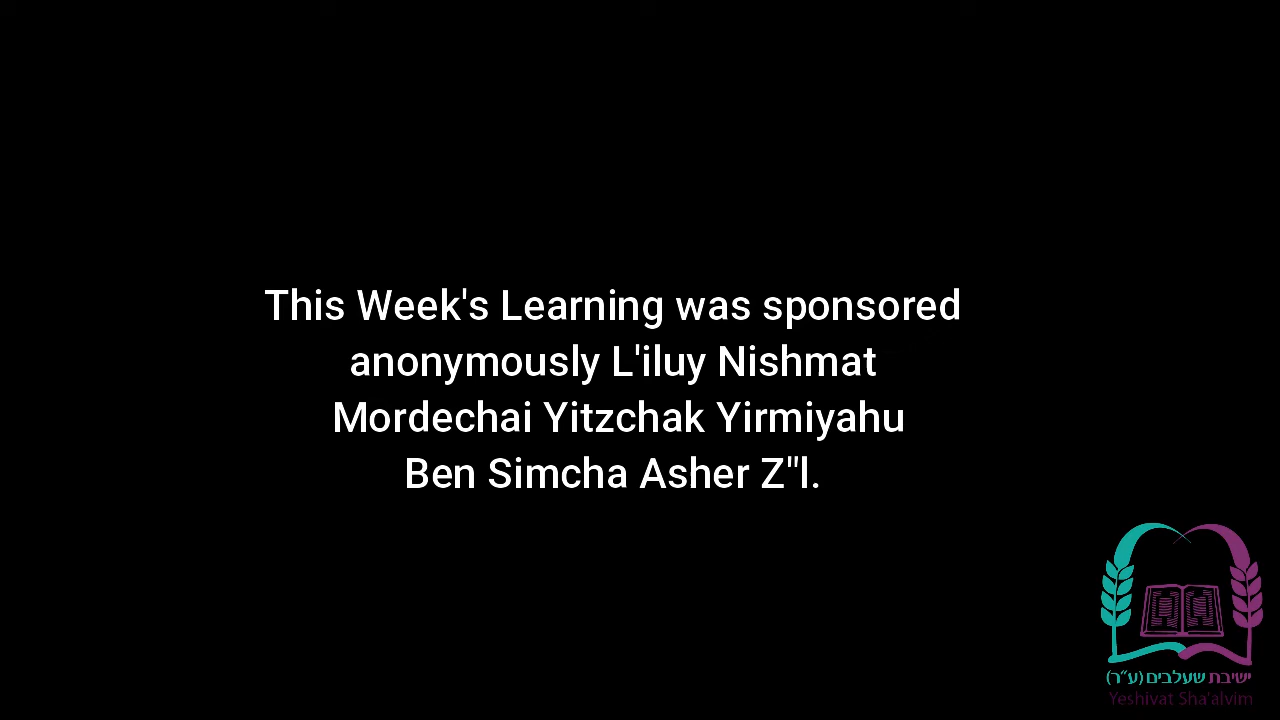 This Week's Learning was sponsored
anonymously L'iluy Nishmat
Mordechai Yitzchak Yirmiyahu
Ben Simcha Asher Z"l.
ישיבת שעלבים (ע״ר)
Yeshivat Sha'alvim